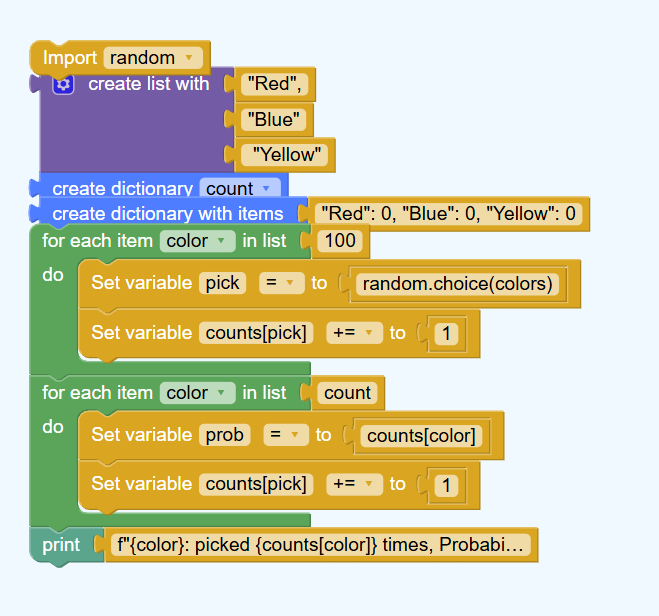 Import random
create list with "Red",
"Blue"
"Yellow"
create dictionary count
create dictionary with items "Red": 0, "Blue": 0, "Yellow": 0
for each item color in list 100
do Set variable pick = to random.choice(colors)
Set variable counts[pick] += to 1
for each item color in list count
do Set variable prob = to counts[color]
Set variable counts[pick] += to 1
print f"{color}: picked {counts[color]} times, Probabi...